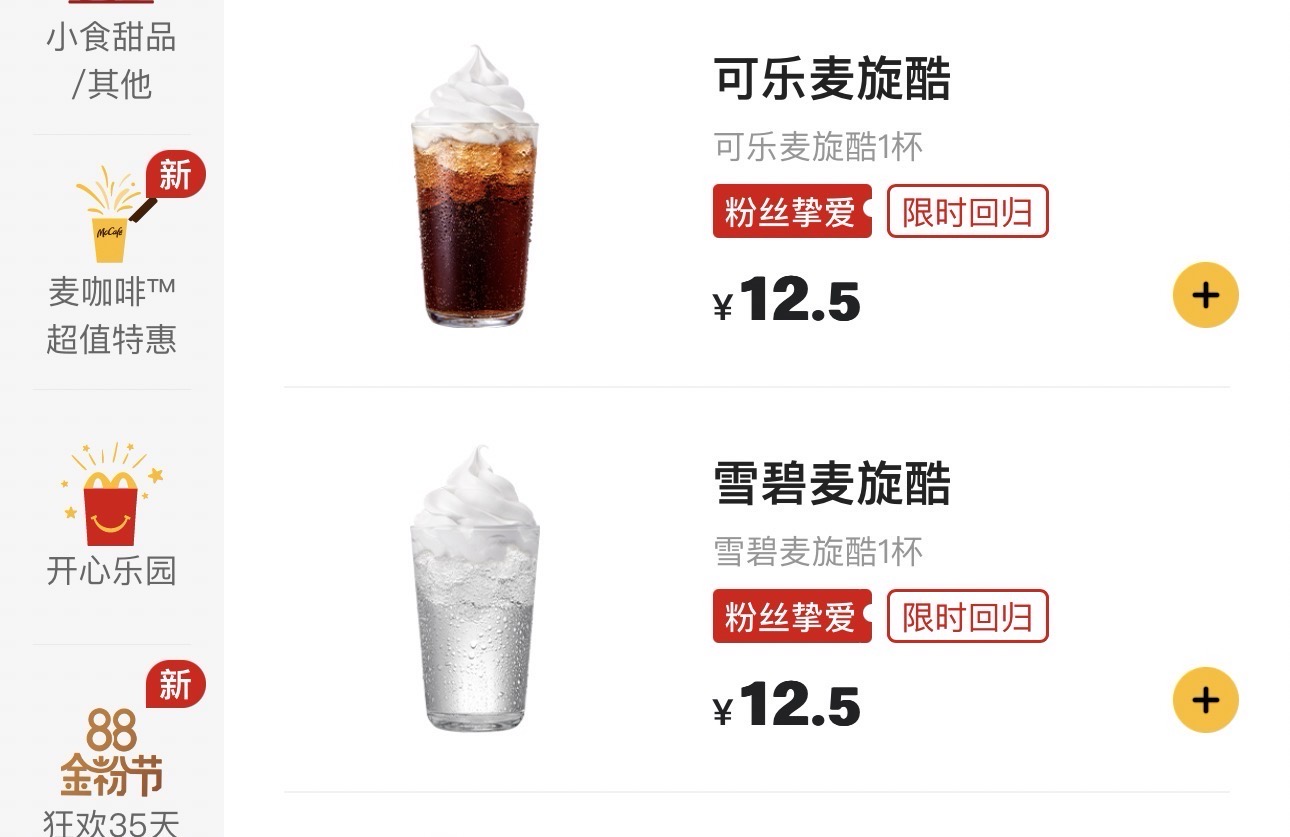 小食甜品
/其他
新
McCafé
麦咖啡™
超值特惠
开心乐园
新
88
金粉节
狂欢35天
可乐麦旋酷
可乐麦旋酷1杯
粉丝挚爱 限时回归
¥12.5
+
雪碧麦旋酷
雪碧麦旋酷1杯
粉丝挚爱 限时回归
¥12.5
+